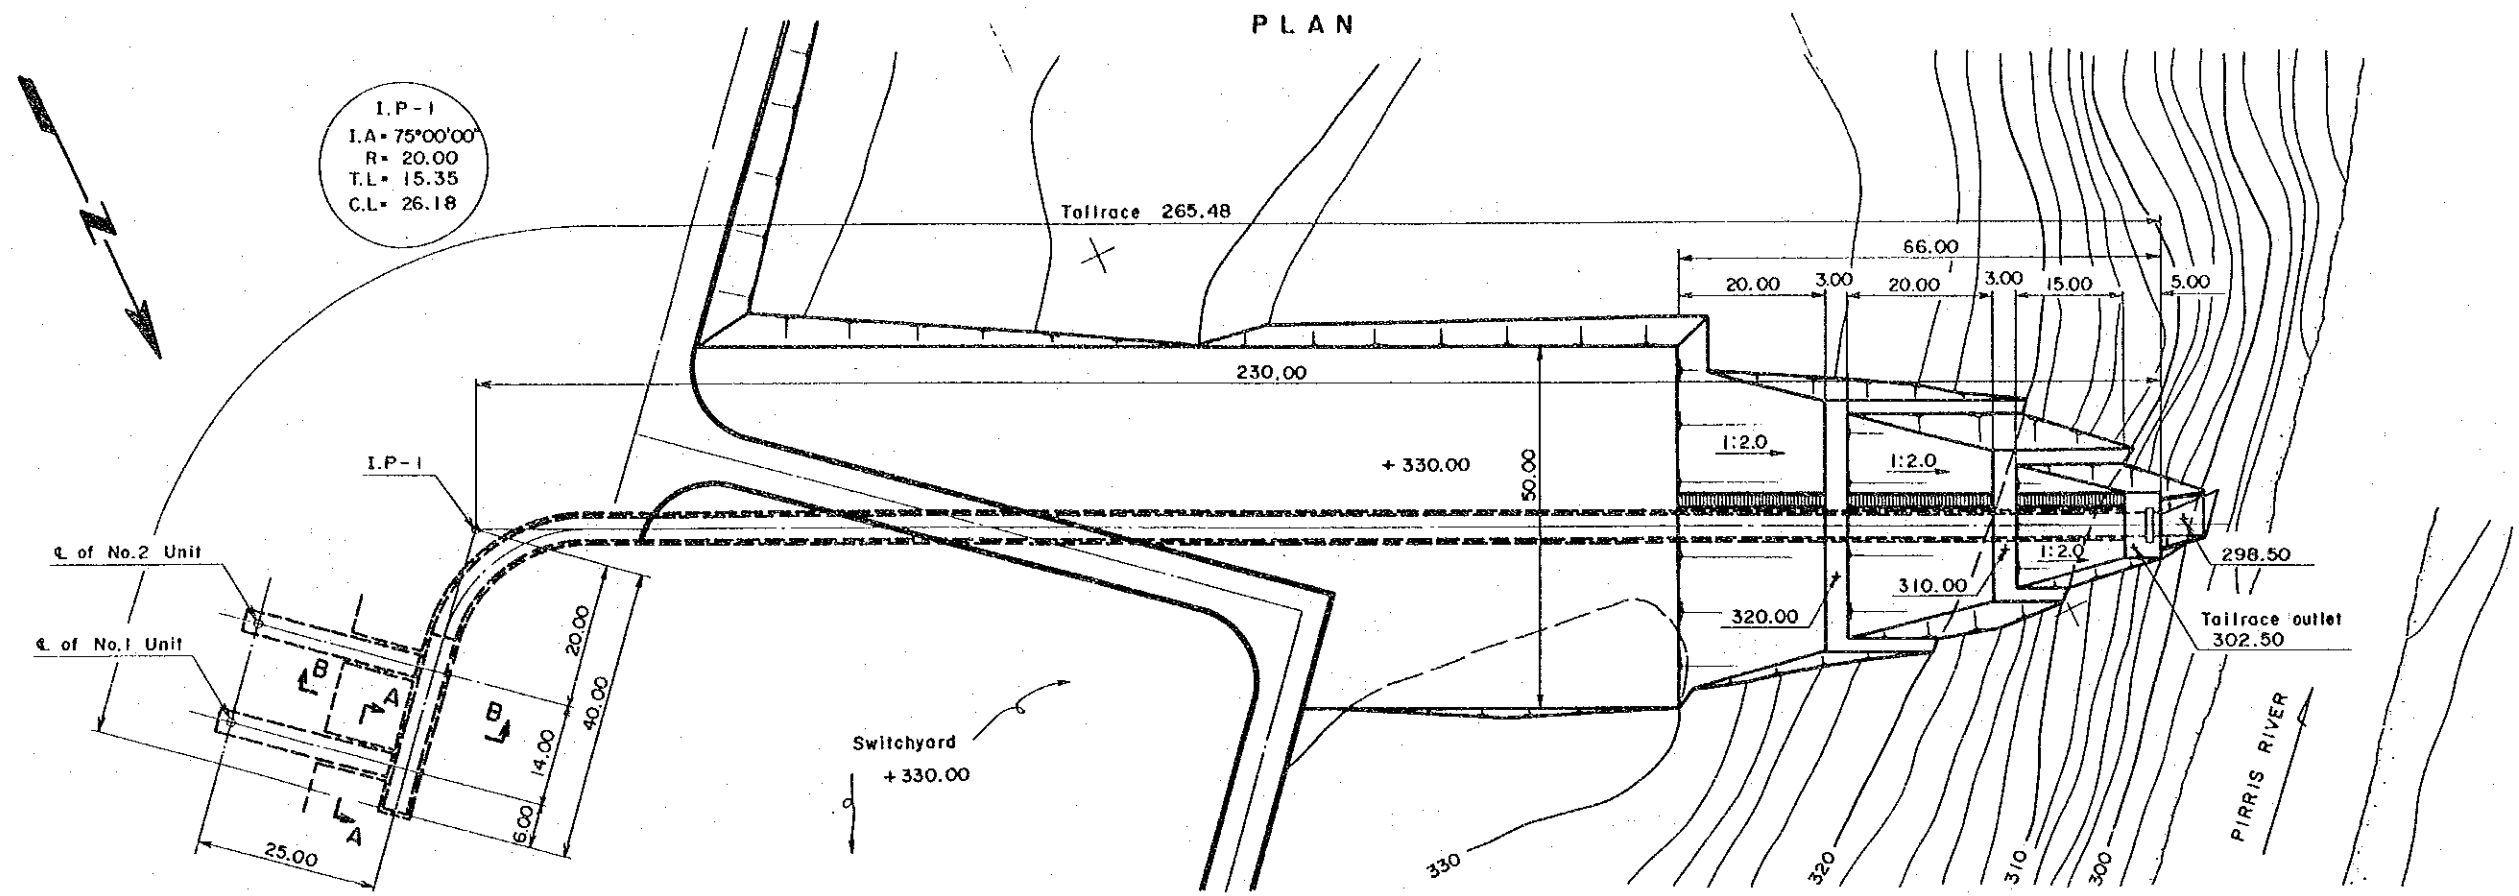 PLAN
N
I.P-1
I.A= 75°00'00"
R= 20.00
T.L= 15.35
C.L= 26.18
Tailrace 265.48
66.00
20.00
3.00
20.00
3.00
15.00
5.00
230.00
I.P-1
+ 330.00
50.00
1:2.0
1:2.0
1:2.0
℄ of No.2 Unit
℄ of No.1 Unit
298.50
310.00
320.00
Tailrace outlet
302.50
B
A
B
A
20.00
40.00
14.00
6.00
25.00
Switchyard
+ 330.00
330
320
310
300
PIRRIS RIVER